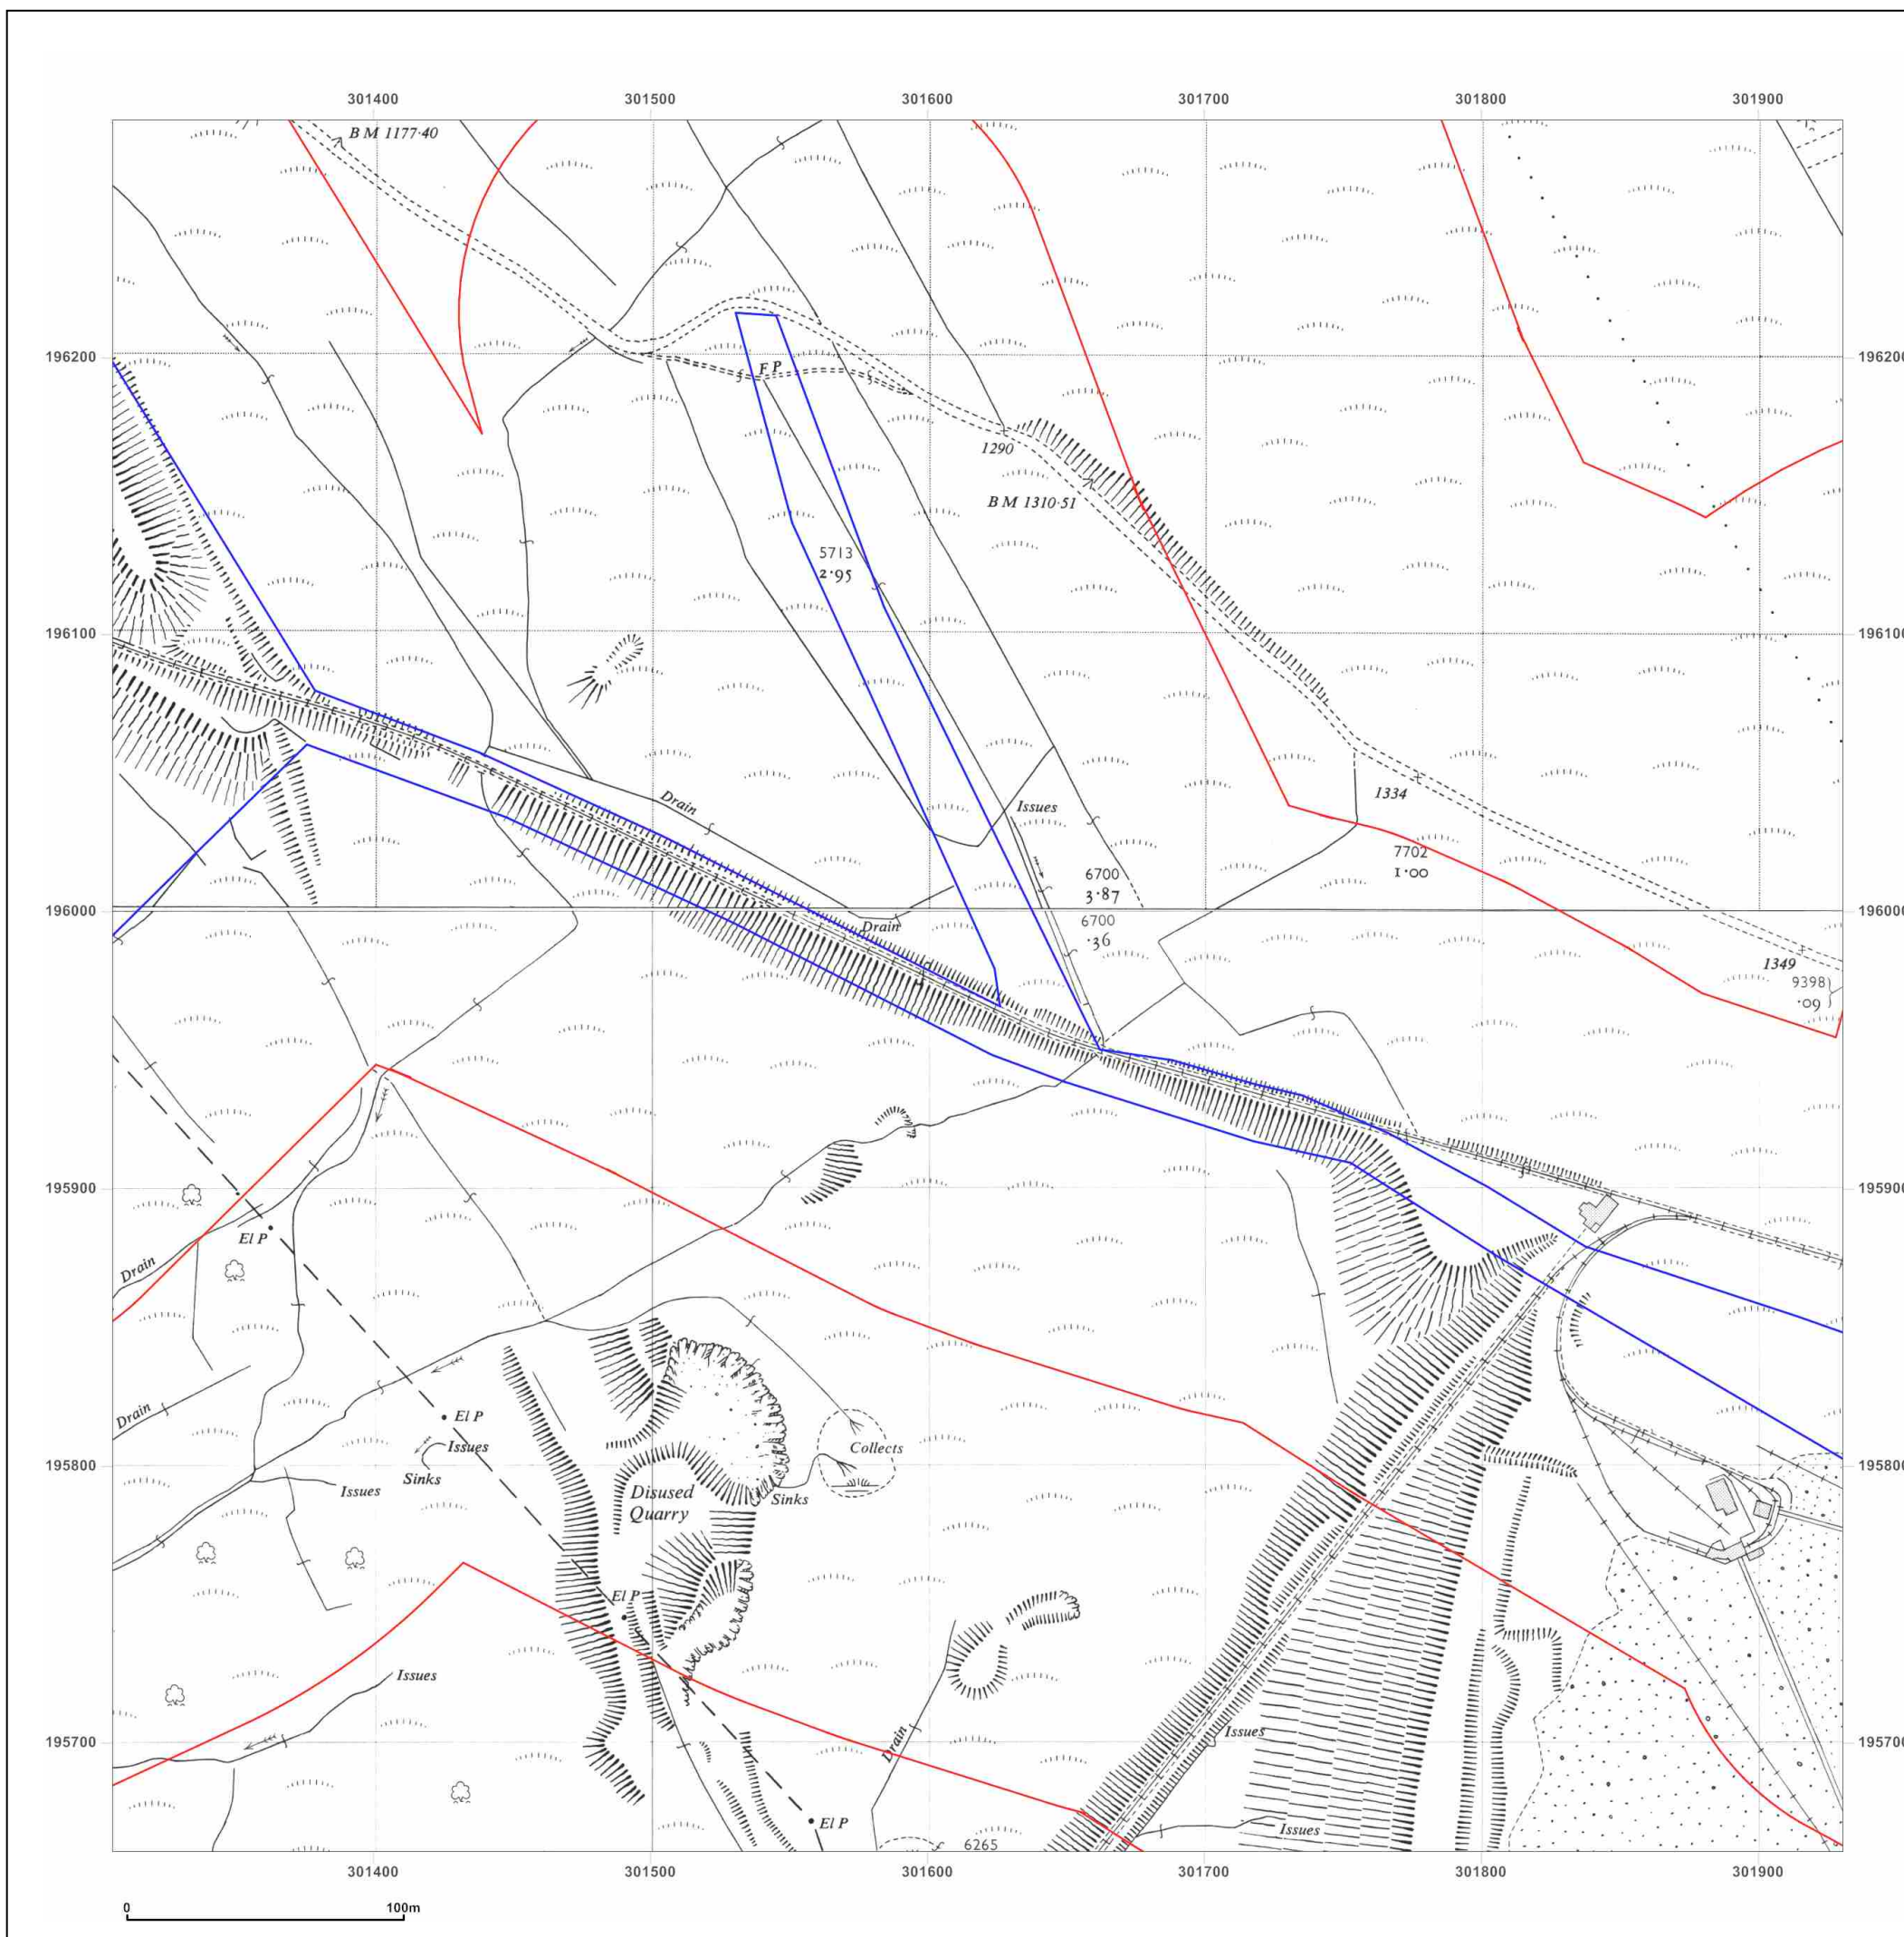 301400 301500 301600 301700 301800 301900
B M 1177·40
196200 196200
F P
1290
B M 1310·51
5713
2·95
196100 196100
1334
Drain
Issues
7702
1·00
6700
3·87
196000 196000
6700
·36
Drain
1349
9398
·09
195900 195900
El P
Drain
El P
Drain
Issues
Collects
Sinks
195800 195800
Issues
Disused
Quarry
Sinks
El P
Issues
Drain
Issues
195700 195700
El P
Issues
6265
301400 301500 301600 301700 301800 301900
0 100m